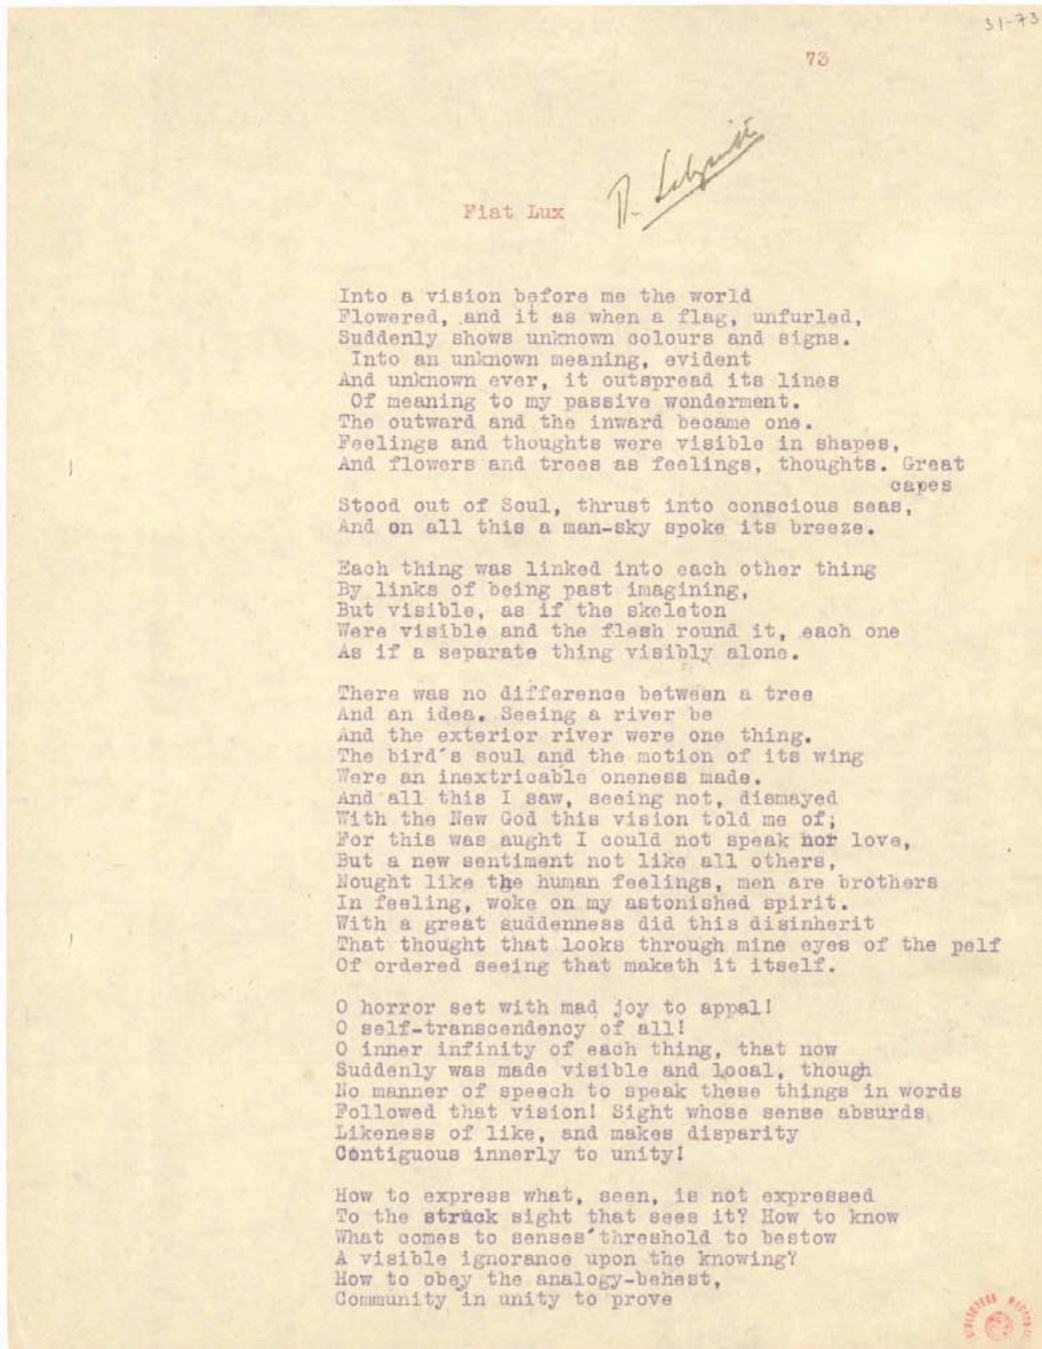 31-73
73
Fiat Lux
Into a vision before me the world
Flowered, and it as when a flag, unfurled,
Suddenly shows unknown colours and signs.
Into an unknown meaning, evident
And unknown ever, it outspread its lines
Of meaning to my passive wonderment.
The outward and the inward became one.
Feelings and thoughts were visible in shapes,
And flowers and trees as feelings, thoughts. Great
capes
Stood out of Soul, thrust into conscious seas,
And on all this a man-sky spoke its breeze.
Each thing was linked into each other thing
By links of being past imagining,
But visible, as if the skeleton
Were visible and the flesh round it, each one
As if a separate thing visibly alone.
There was no difference between a tree
And an idea. Seeing a river be
And the exterior river were one thing.
The bird's soul and the motion of its wing
Were an inextricable oneness made.
And all this I saw, seeing not, dismayed
With the New God this vision told me of;
For this was aught I could not speak nor love,
But a new sentiment not like all others,
Nought like the human feelings, men are brothers
In feeling, woke on my astonished spirit.
With a great suddenness did this disinherit
That thought that looks through mine eyes of the pelf
Of ordered seeing that maketh it itself.
O horror set with mad joy to appal!
O self-transcendency of all!
O inner infinity of each thing, that now
Suddenly was made visible and local, though
No manner of speech to speak these things in words
Followed that vision! Sight whose sense absurds
Likeness of like, and makes disparity
Contiguous innerly to unity!
How to express what, seen, is not expressed
To the struck sight that sees it? How to know
What comes to senses' threshold to bestow
A visible ignorance upon the knowing?
How to obey the analogy-behest,
Community in unity to prove